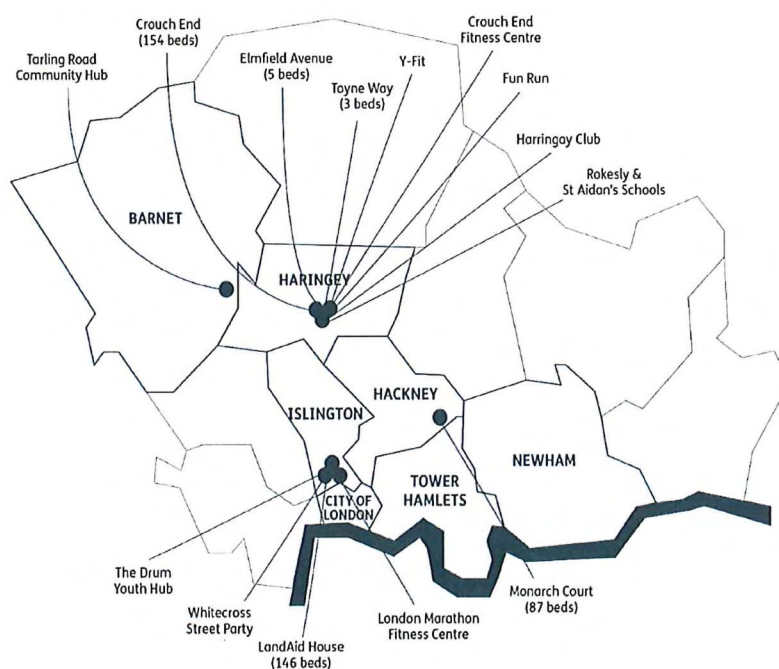 Crouch End
(154 beds)
Tarling Road
Community Hub
Elmfield Avenue
(5 beds)
Toyne Way
(3 beds)
Y-Fit
Crouch End
Fitness Centre
Fun Run
Harringay Club
Rokesly &
St Aidan's Schools
BARNET
HARINGEY
ISLINGTON
HACKNEY
NEWHAM
TOWER
HAMLETS
CITY OF
LONDON
The Drum
Youth Hub
Whitecross
Street Party
LandAid House
(146 beds)
London Marathon
Fitness Centre
Monarch Court
(87 beds)